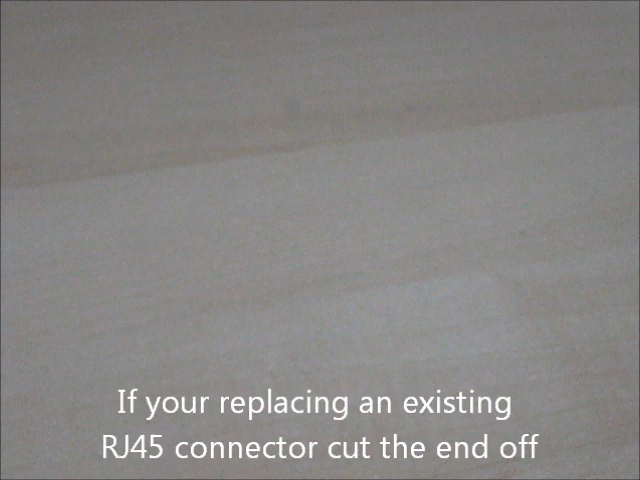 If your replacing an existing
RJ45 connector cut the end off